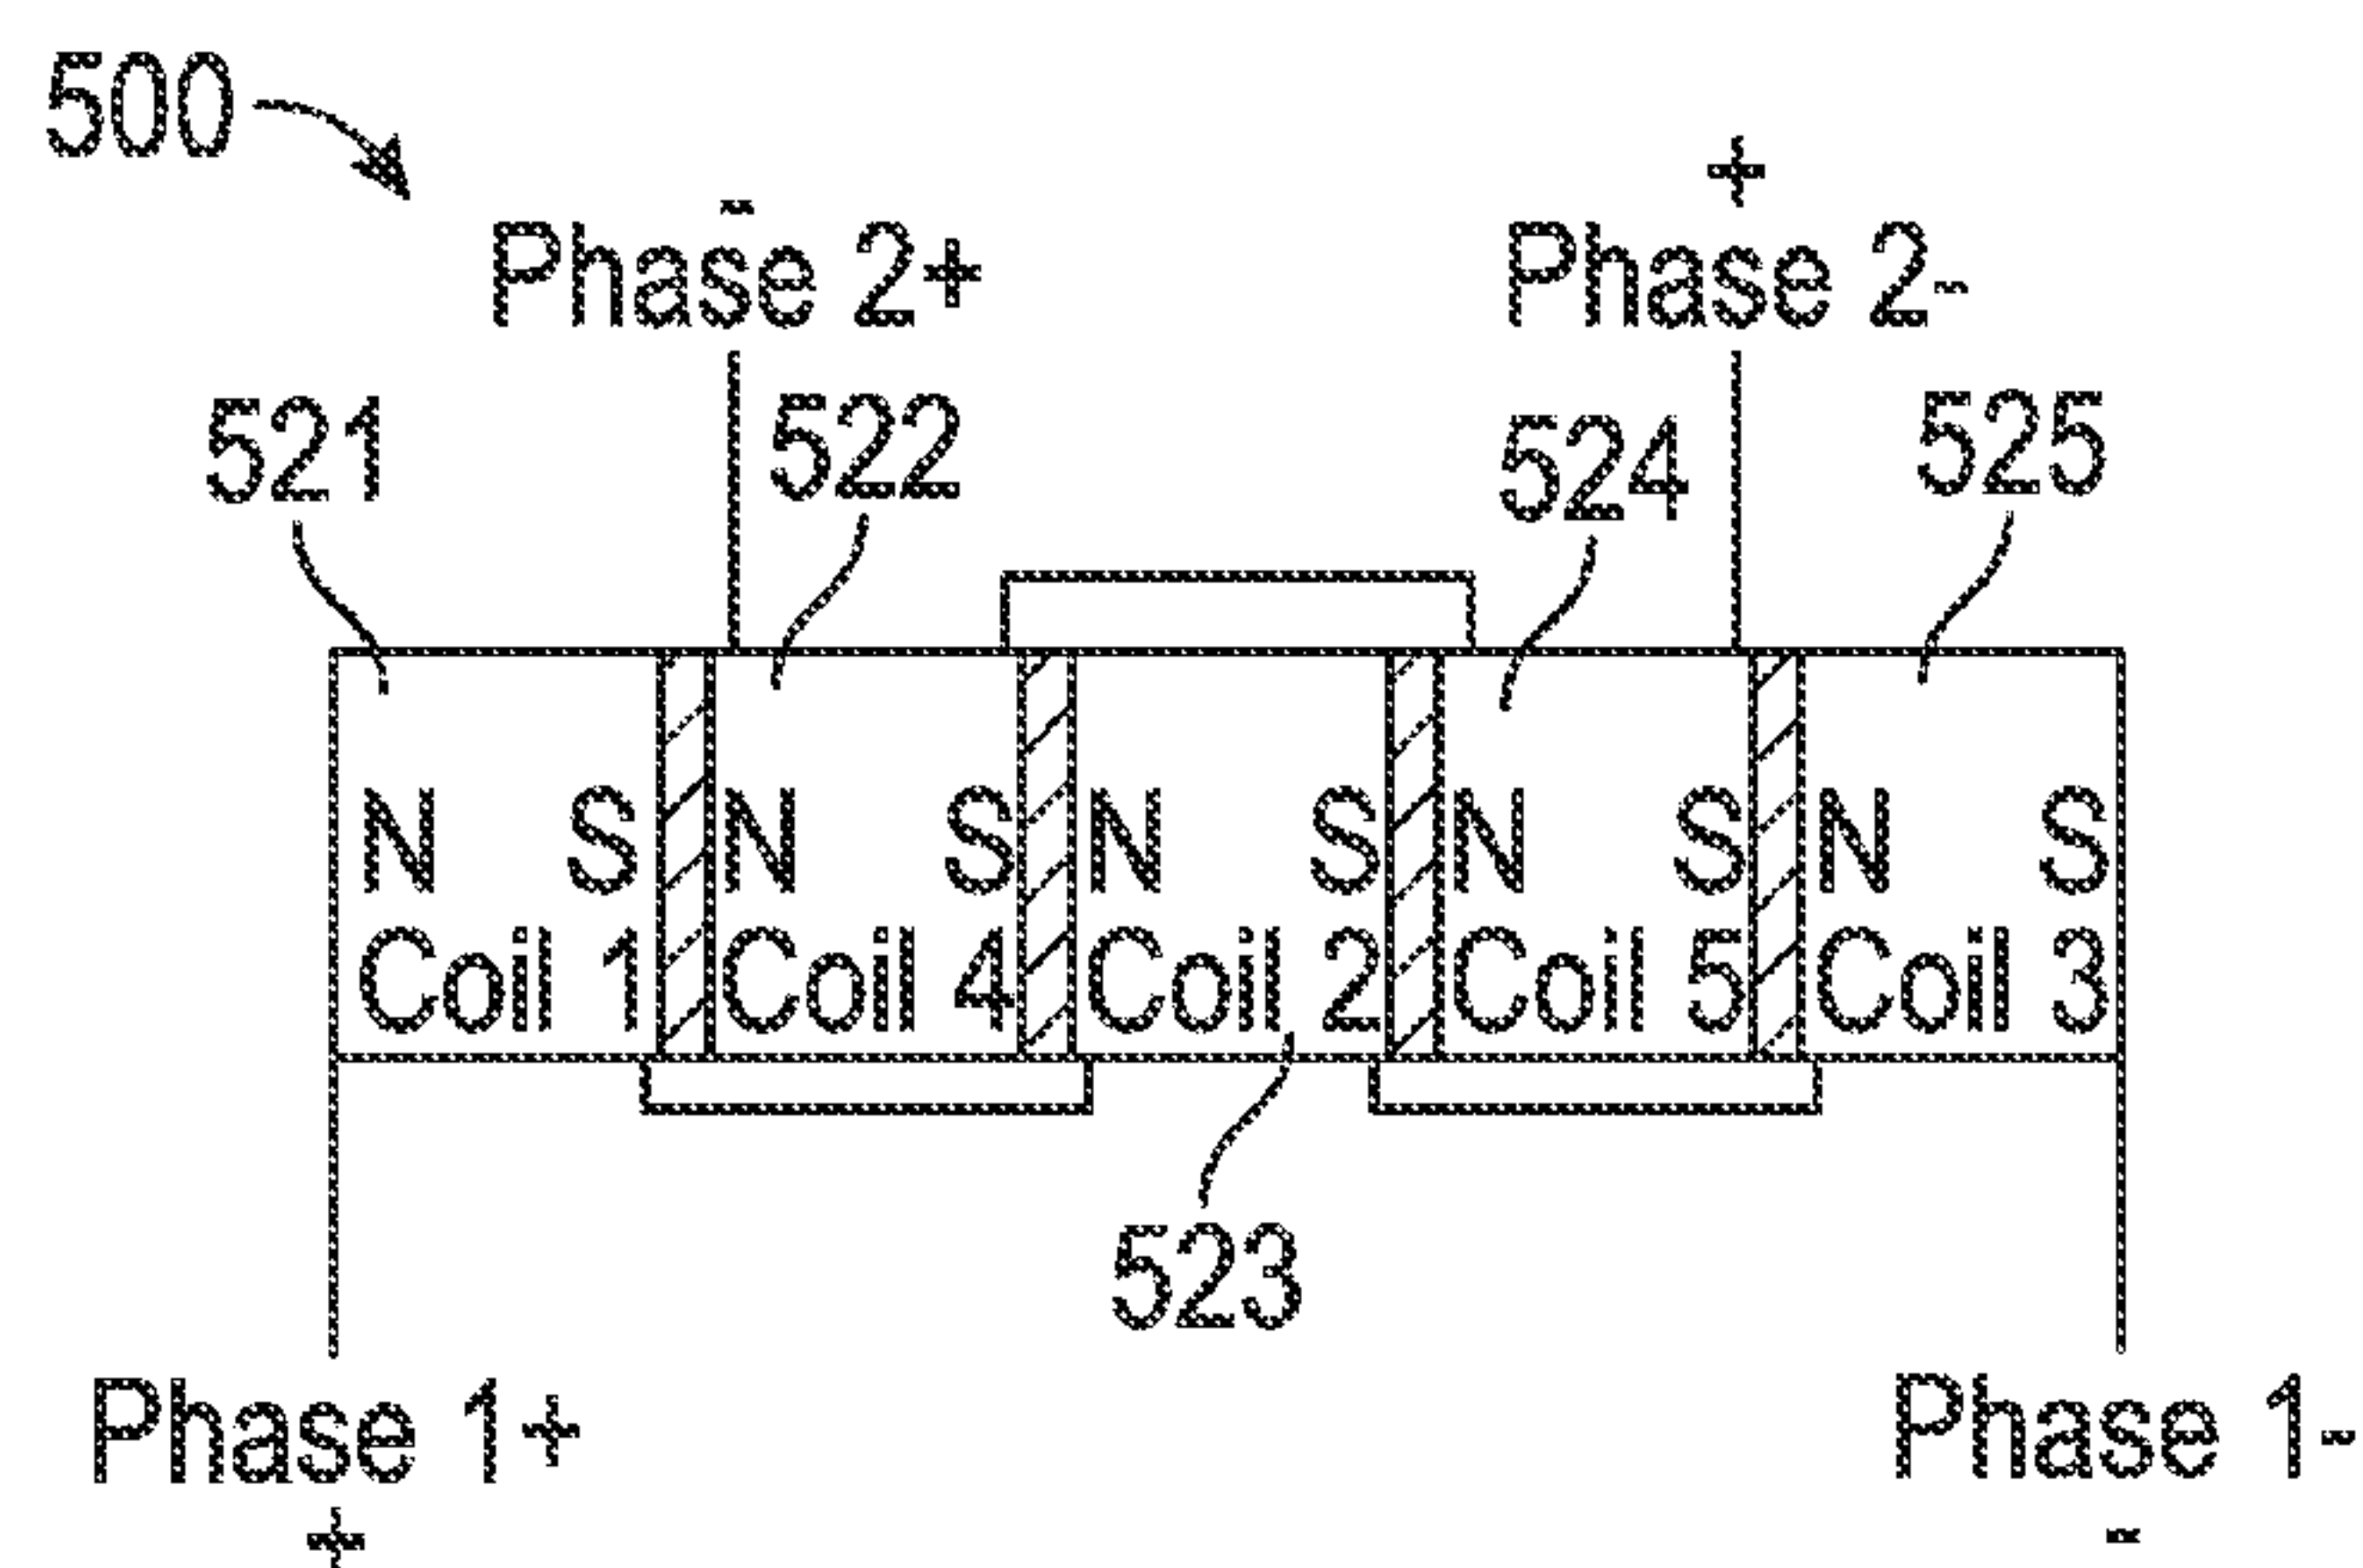 500
+
-
Phase 2+
Phase 2-
521
522
524
525
N S N S N S N S N S
Coil 1 Coil 4 Coil 2 Coil 5 Coil 3
523
Phase 1+
Phase 1-
+
-